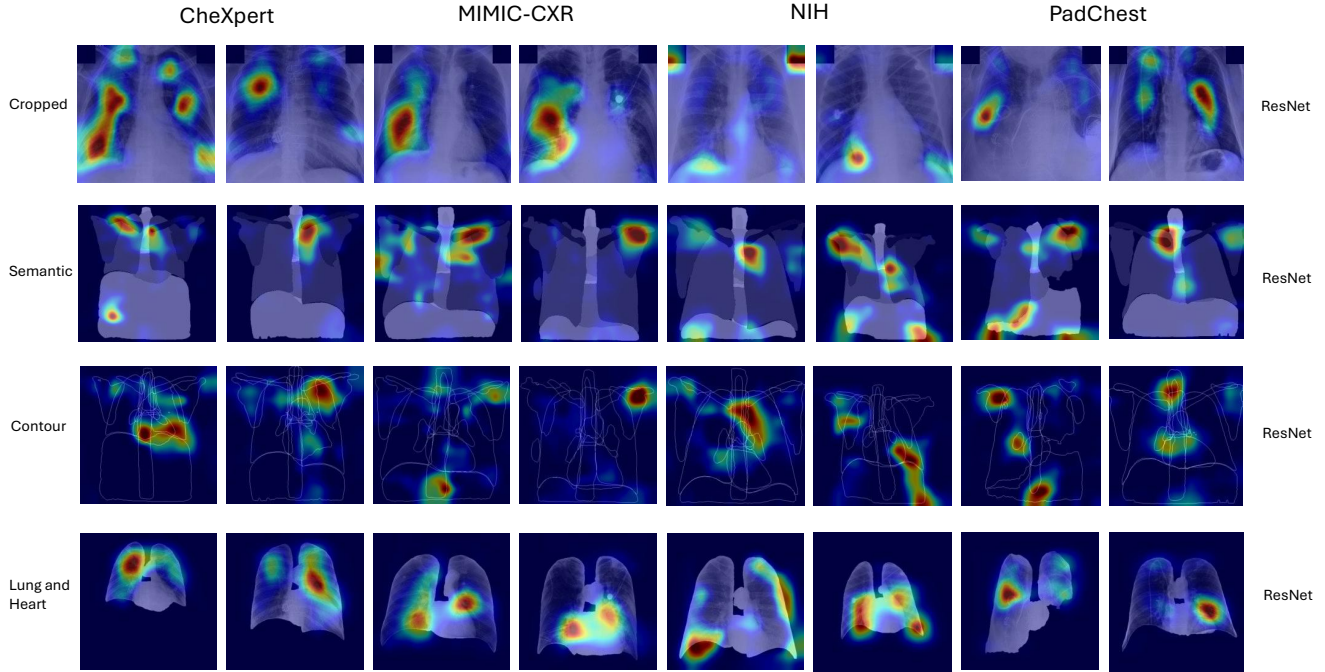 CheXpert MIMIC-CXR NIH PadChest
Cropped ResNet
Semantic ResNet
Contour ResNet
Lung and
Heart ResNet